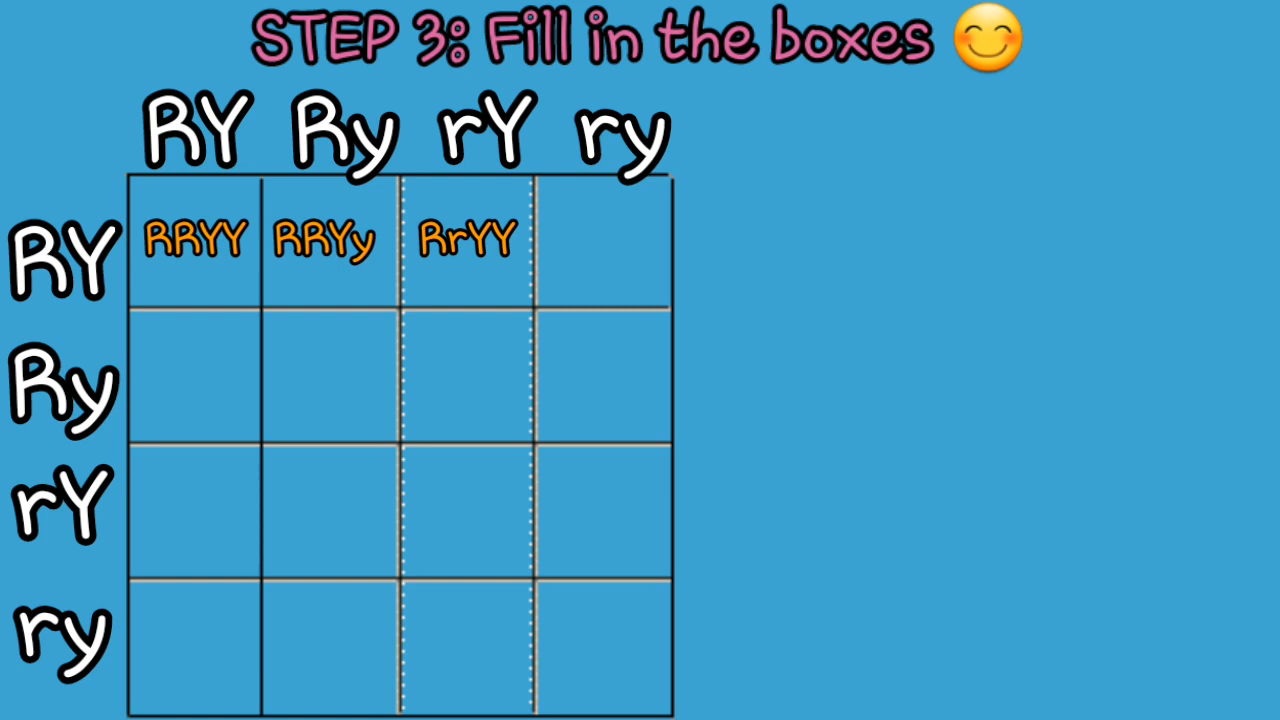 STEP 3: Fill in the boxes 😊
RY Ry rY ry
RY RRYY RRYy RrYY
Ry
rY
ry